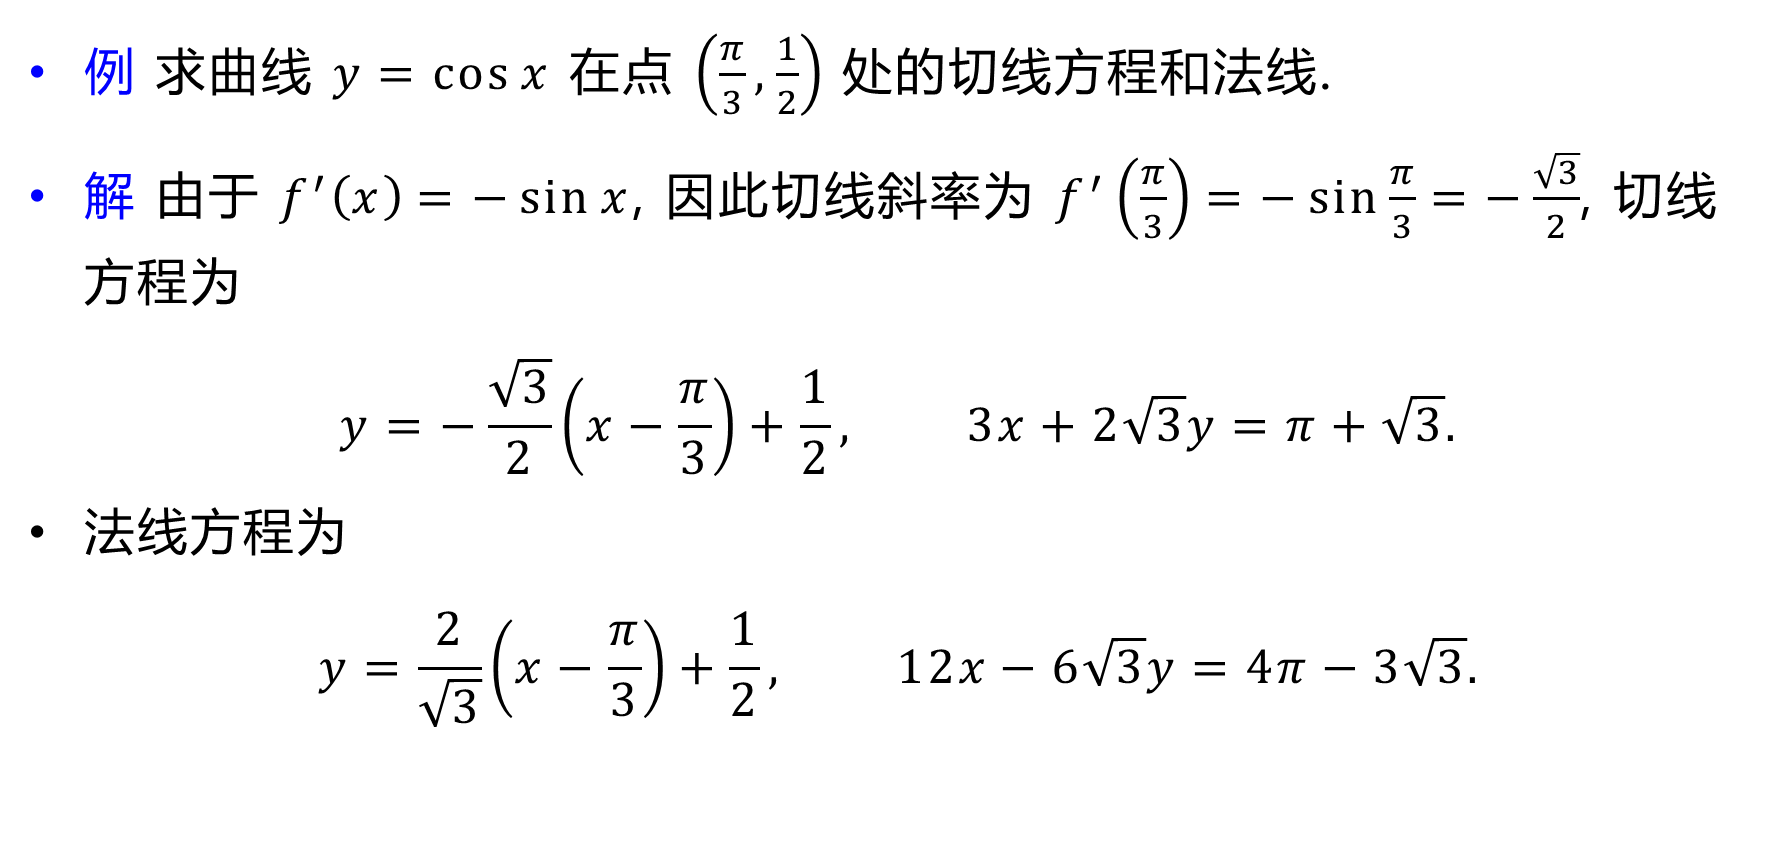 • 例 求曲线 y = cos x 在点 (π/3, 1/2) 处的切线方程和法线.
• 解 由于 f′(x) = − sin x, 因此切线斜率为 f′(π/3) = − sin π/3 = − √3/2, 切线
方程为
y = − √3/2 (x − π/3) + 1/2, 3x + 2√3y = π + √3.
• 法线方程为
y = 2/√3 (x − π/3) + 1/2, 12x − 6√3y = 4π − 3√3.